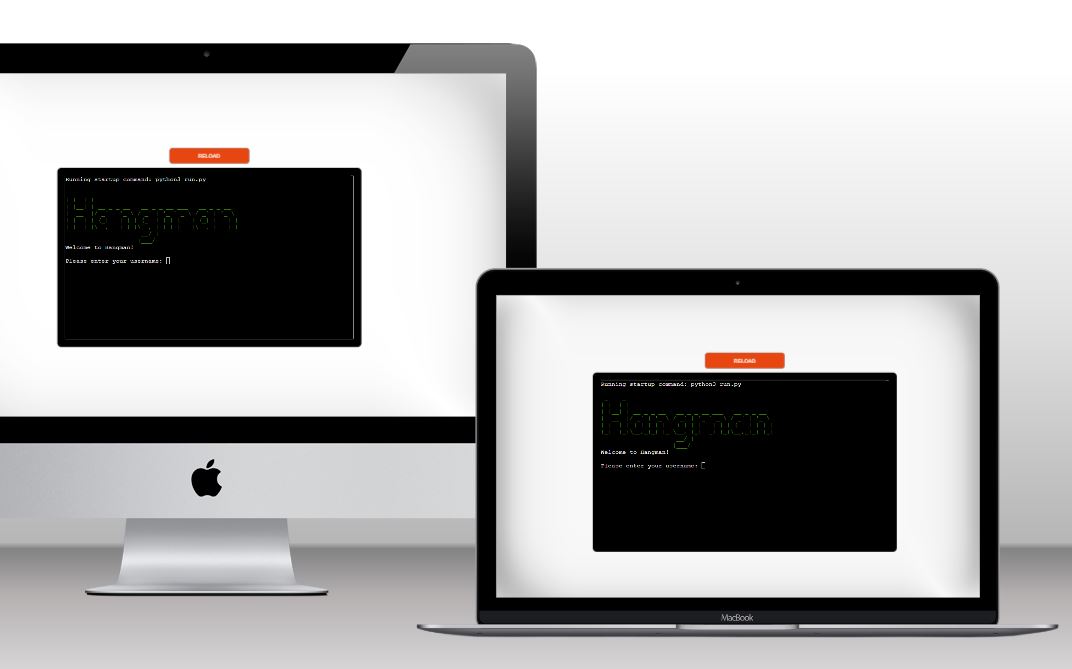 RELOAD
Running startup command: python3 run.py
Hangman
Welcome to Hangman!
Please enter your username:
RELOAD
Running startup command: python3 run.py
Hangman
Welcome to Hangman!
Please enter your username:
MacBook